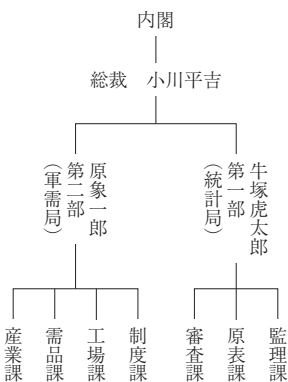 内閣
総裁 小川平吉
牛塚虎太郎
第一部
(統計局)
原象一郎
第二部
(軍需局)
監理課
原表課
審査課
制度課
工場課
需品課
産業課